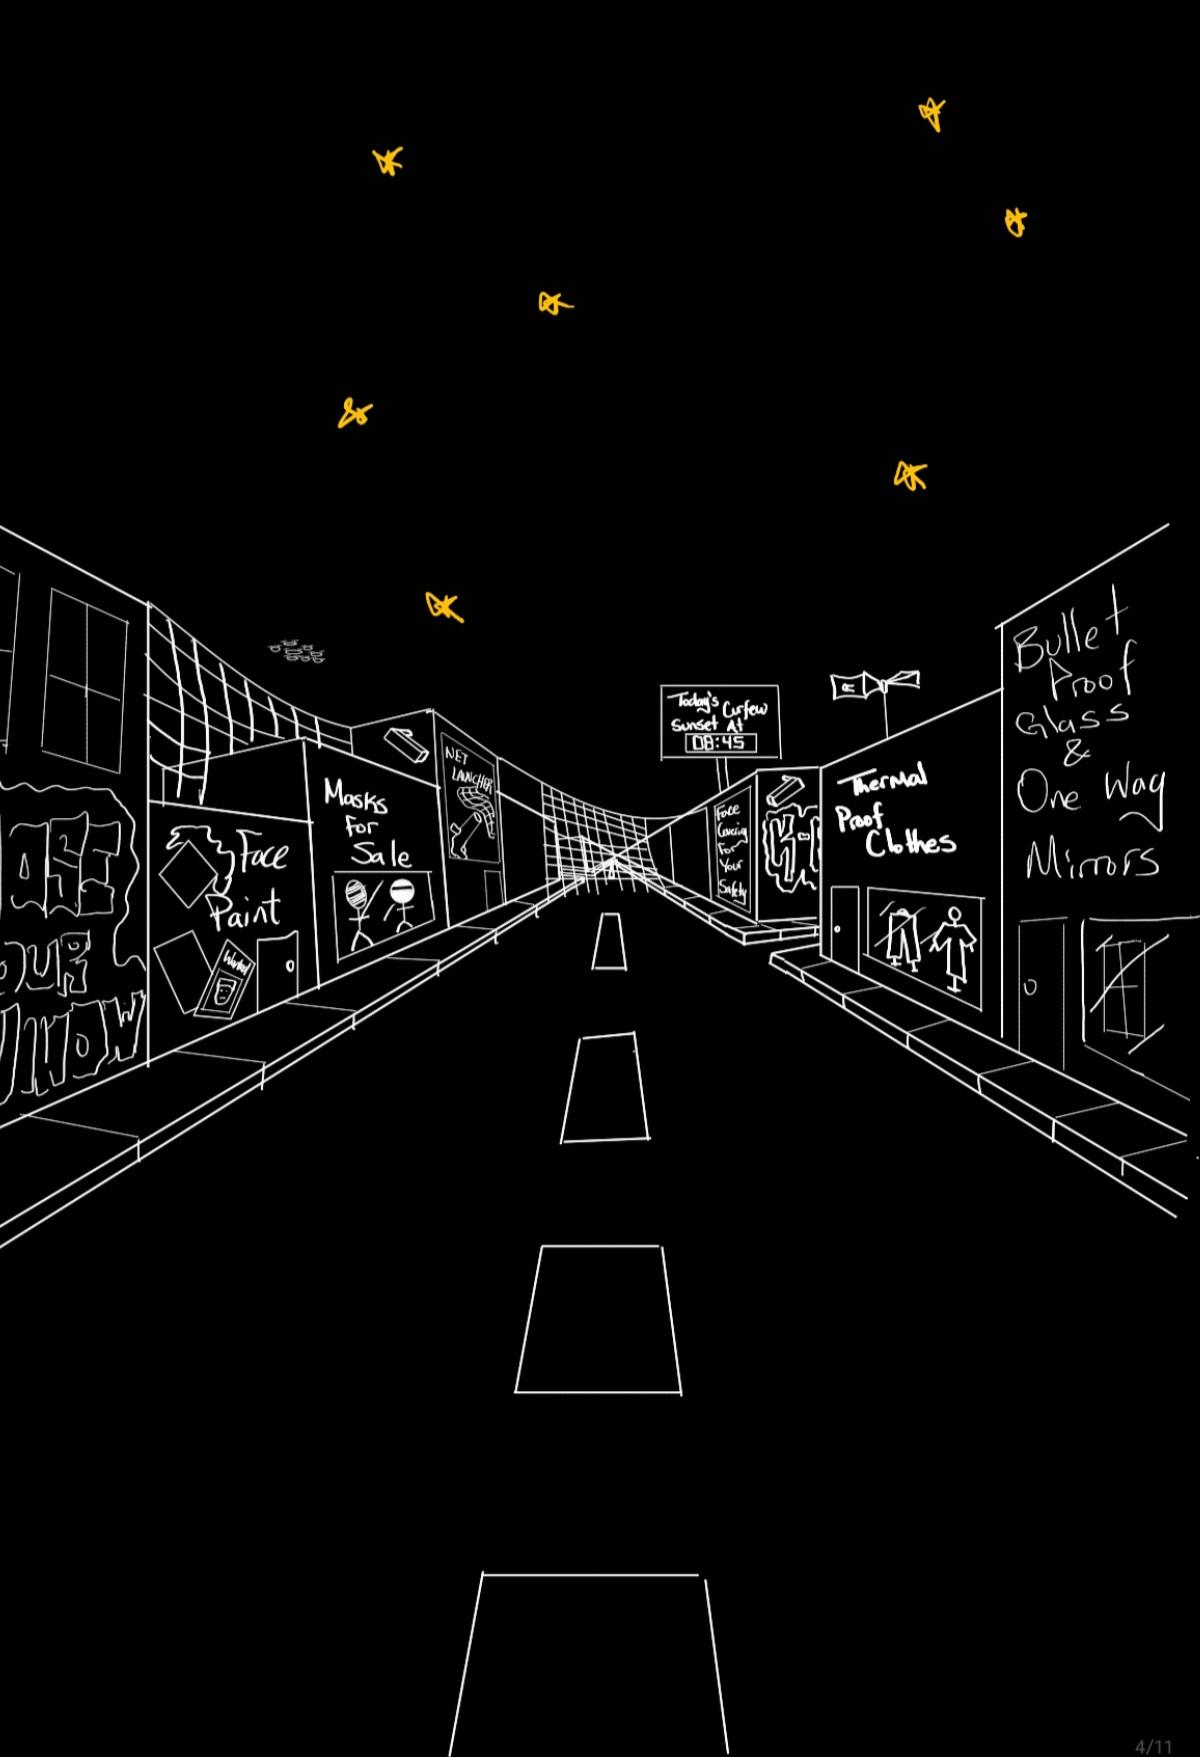 Bullet
Proof
Glass
&
One Way
Mirrors
Today's
Curfew
Sunset At
08:45
NET
LAUNCHER
Masks
For
Sale
Face
Paint
Wanted
Thermal
Proof
Clothes
Face
Covering
For
Your
Safety
4/11